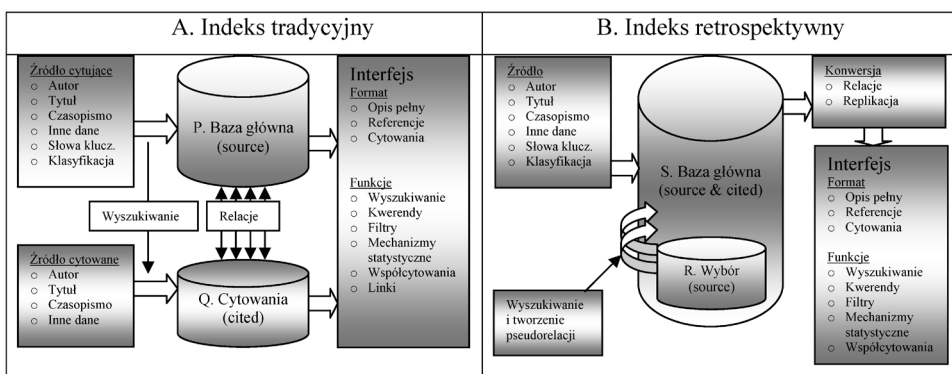 A. Indeks tradycyjny
Źródło cytujące
o Autor
o Tytuł
o Czasopismo
o Inne dane
o Słowa klucz.
o Klasyfikacja
P. Baza główna
(source)
Wyszukiwanie
Relacje
Źródło cytowane
o Autor
o Tytuł
o Czasopismo
o Inne dane
Q. Cytowania
(cited)
Interfejs
Format
o Opis pełny
o Referencje
o Cytowania
Funkcje
o Wyszukiwanie
o Kwerendy
o Filtry
o Mechanizmy
statystyczne
o Współcytowania
o Linki
B. Indeks retrospektywny
Źródło
o Autor
o Tytuł
o Czasopismo
o Inne dane
o Słowa klucz.
o Klasyfikacja
S. Baza główna
(source & cited)
R. Wybór
(source)
Wyszukiwanie
i tworzenie
pseudorelacji
Konwersja
o Relacje
o Replikacja
Interfejs
Format
o Opis pełny
o Referencje
o Cytowania
Funkcje
o Wyszukiwanie
o Kwerendy
o Filtry
o Mechanizmy
statystyczne
o Współcytowania